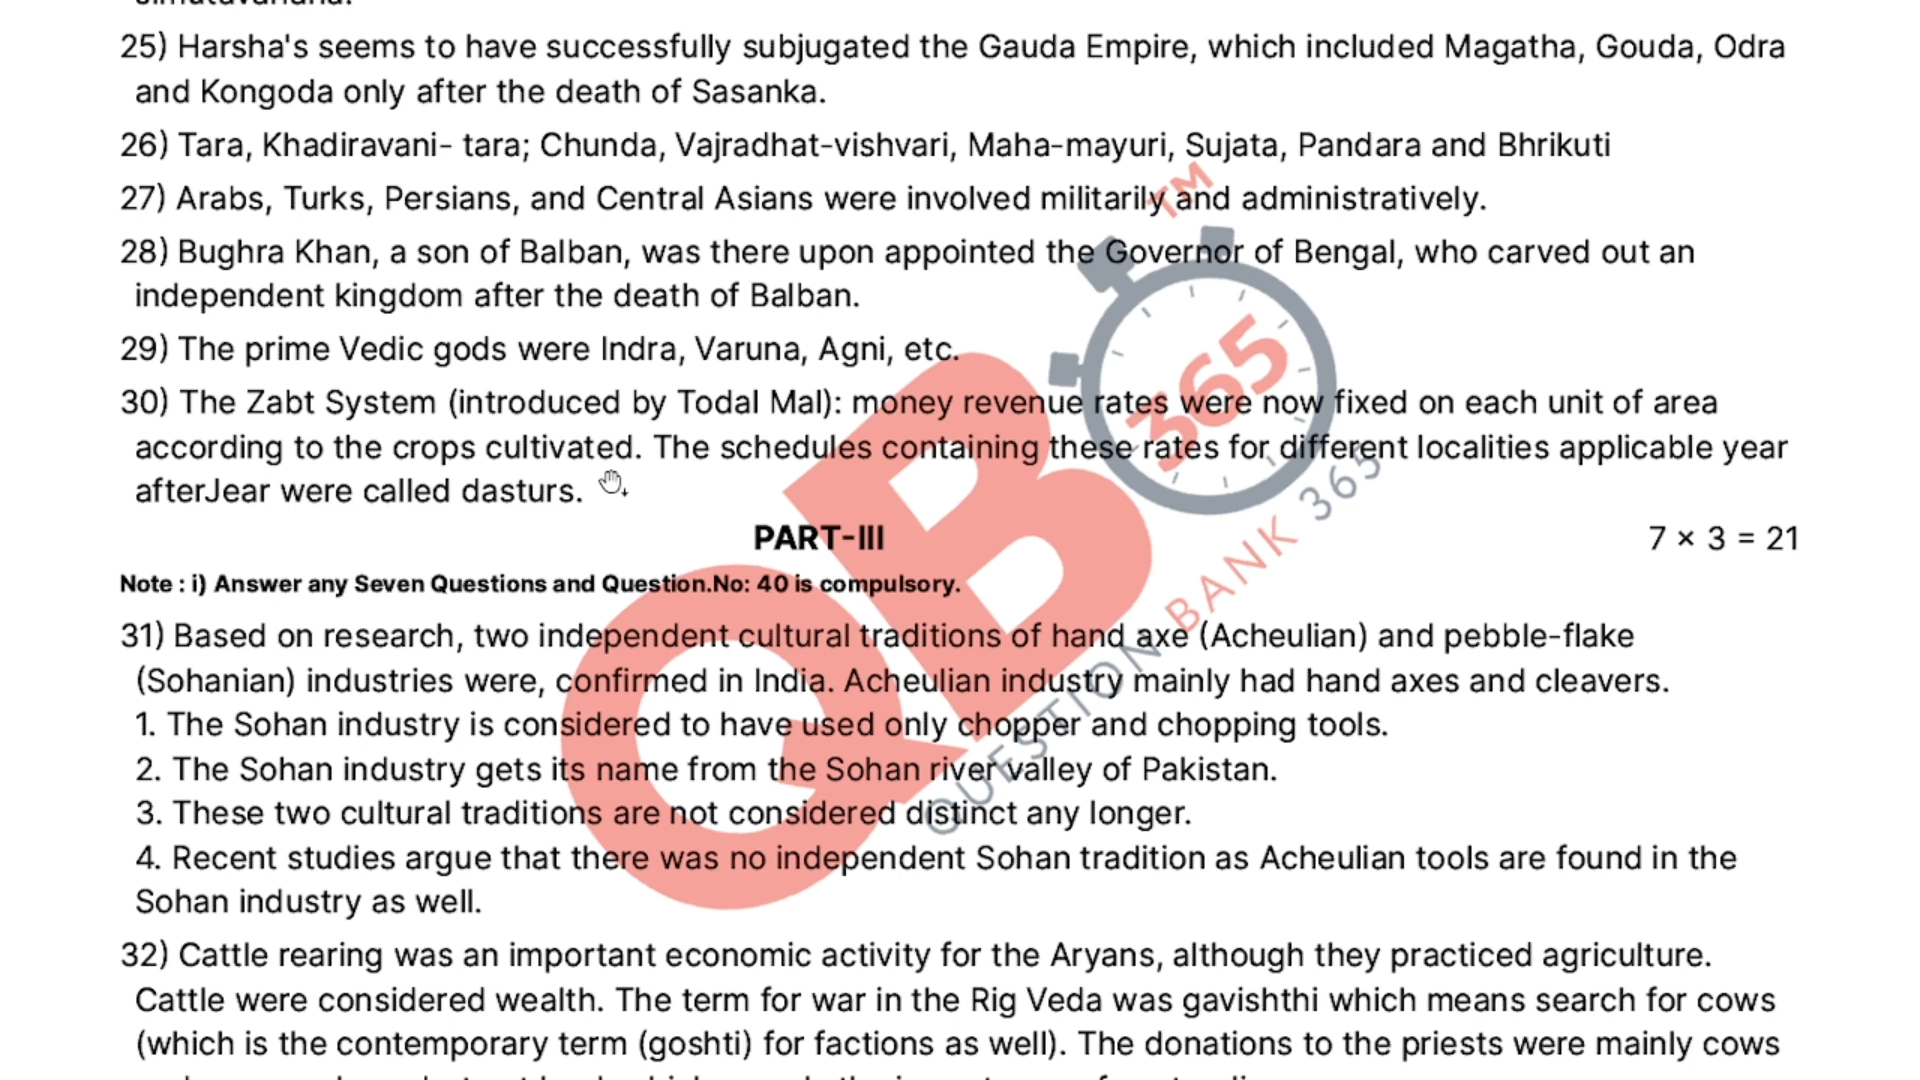 25) Harsha's seems to have successfully subjugated the Gauda Empire, which included Magatha, Gouda, Odra
and Kongoda only after the death of Sasanka.
26) Tara, Khadiravani- tara; Chunda, Vajradhat-vishvari, Maha-mayuri, Sujata, Pandara and Bhrikuti
27) Arabs, Turks, Persians, and Central Asians were involved militarily and administratively.
28) Bughra Khan, a son of Balban, was there upon appointed the Governor of Bengal, who carved out an
independent kingdom after the death of Balban.
29) The prime Vedic gods were Indra, Varuna, Agni, etc.
30) The Zabt System (introduced by Todal Mal): money revenue rates were now fixed on each unit of area
according to the crops cultivated. The schedules containing these rates for different localities applicable year
afterJear were called dasturs.
PART-III 7 × 3 = 21
Note : i) Answer any Seven Questions and Question.No: 40 is compulsory.
31) Based on research, two independent cultural traditions of hand axe (Acheulian) and pebble-flake
(Sohanian) industries were, confirmed in India. Acheulian industry mainly had hand axes and cleavers.
1. The Sohan industry is considered to have used only chopper and chopping tools.
2. The Sohan industry gets its name from the Sohan river valley of Pakistan.
3. These two cultural traditions are not considered distinct any longer.
4. Recent studies argue that there was no independent Sohan tradition as Acheulian tools are found in the
Sohan industry as well.
32) Cattle rearing was an important economic activity for the Aryans, although they practiced agriculture.
Cattle were considered wealth. The term for war in the Rig Veda was gavishthi which means search for cows
(which is the contemporary term (goshti) for factions as well). The donations to the priests were mainly cows
QB
365
TM
QUESTION BANK 365